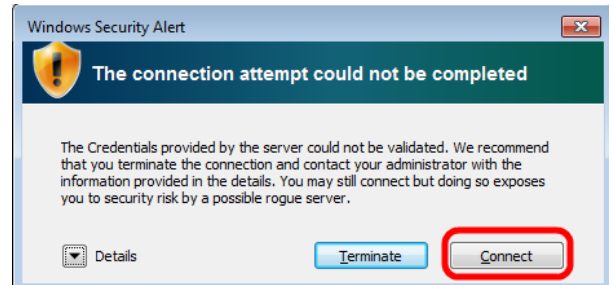 Windows Security Alert
The connection attempt could not be completed
The Credentials provided by the server could not be validated. We recommend
that you terminate the connection and contact your administrator with the
information provided in the details. You may still connect but doing so exposes
you to security risk by a possible rogue server.
Details
Terminate
Connect